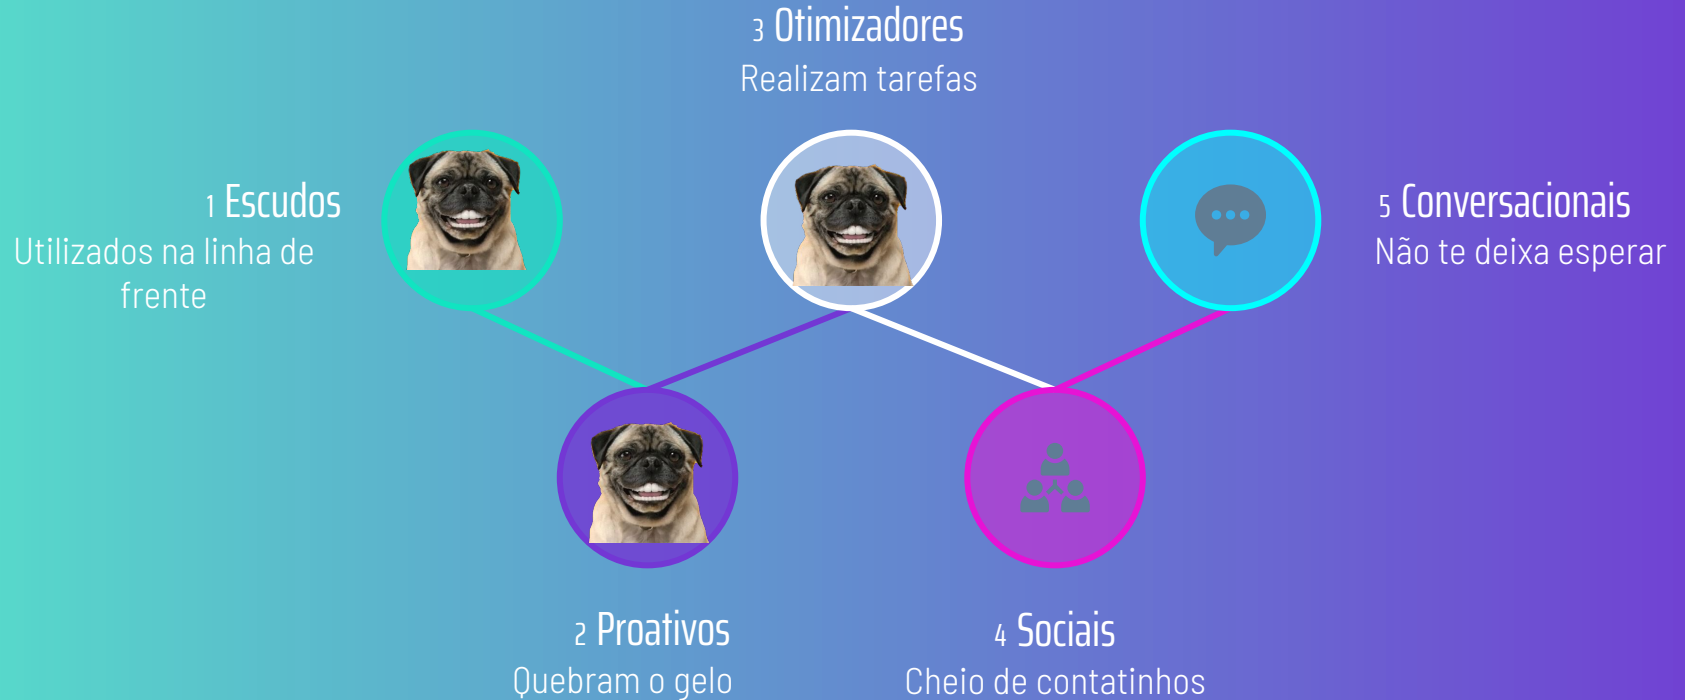 1 Escudos
Utilizados na linha de
frente
2 Proativos
Quebram o gelo
3 Otimizadores
Realizam tarefas
4 Sociais
Cheio de contatinhos
5 Conversacionais
Não te deixa esperar